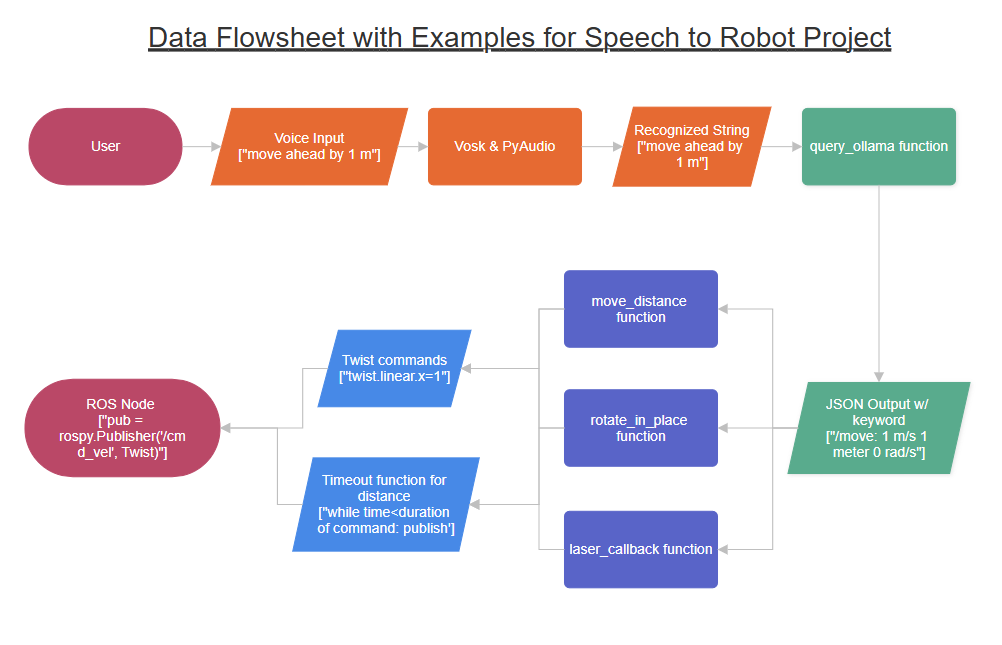 Data Flowsheet with Examples for Speech to Robot Project
User
Voice Input
["move ahead by 1 m"]
Vosk & PyAudio
Recognized String
["move ahead by
1 m"]
query_ollama function
move_distance
function
Twist commands
["twist.linear.x=1"]
ROS Node
["pub =
rospy.Publisher('/cm
d_vel', Twist)"]
rotate_in_place
function
JSON Output w/
keyword
["/move: 1 m/s 1
meter 0 rad/s"]
Timeout function for
distance
["while time<duration
of command: publish']
laser_callback function